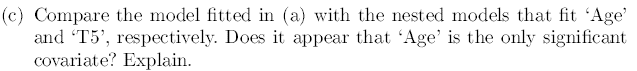 (c) Compare the model fitted in (a) with the nested models that fit ‘Age’
and ‘T5’, respectively. Does it appear that ‘Age’ is the only significant
covariate? Explain.